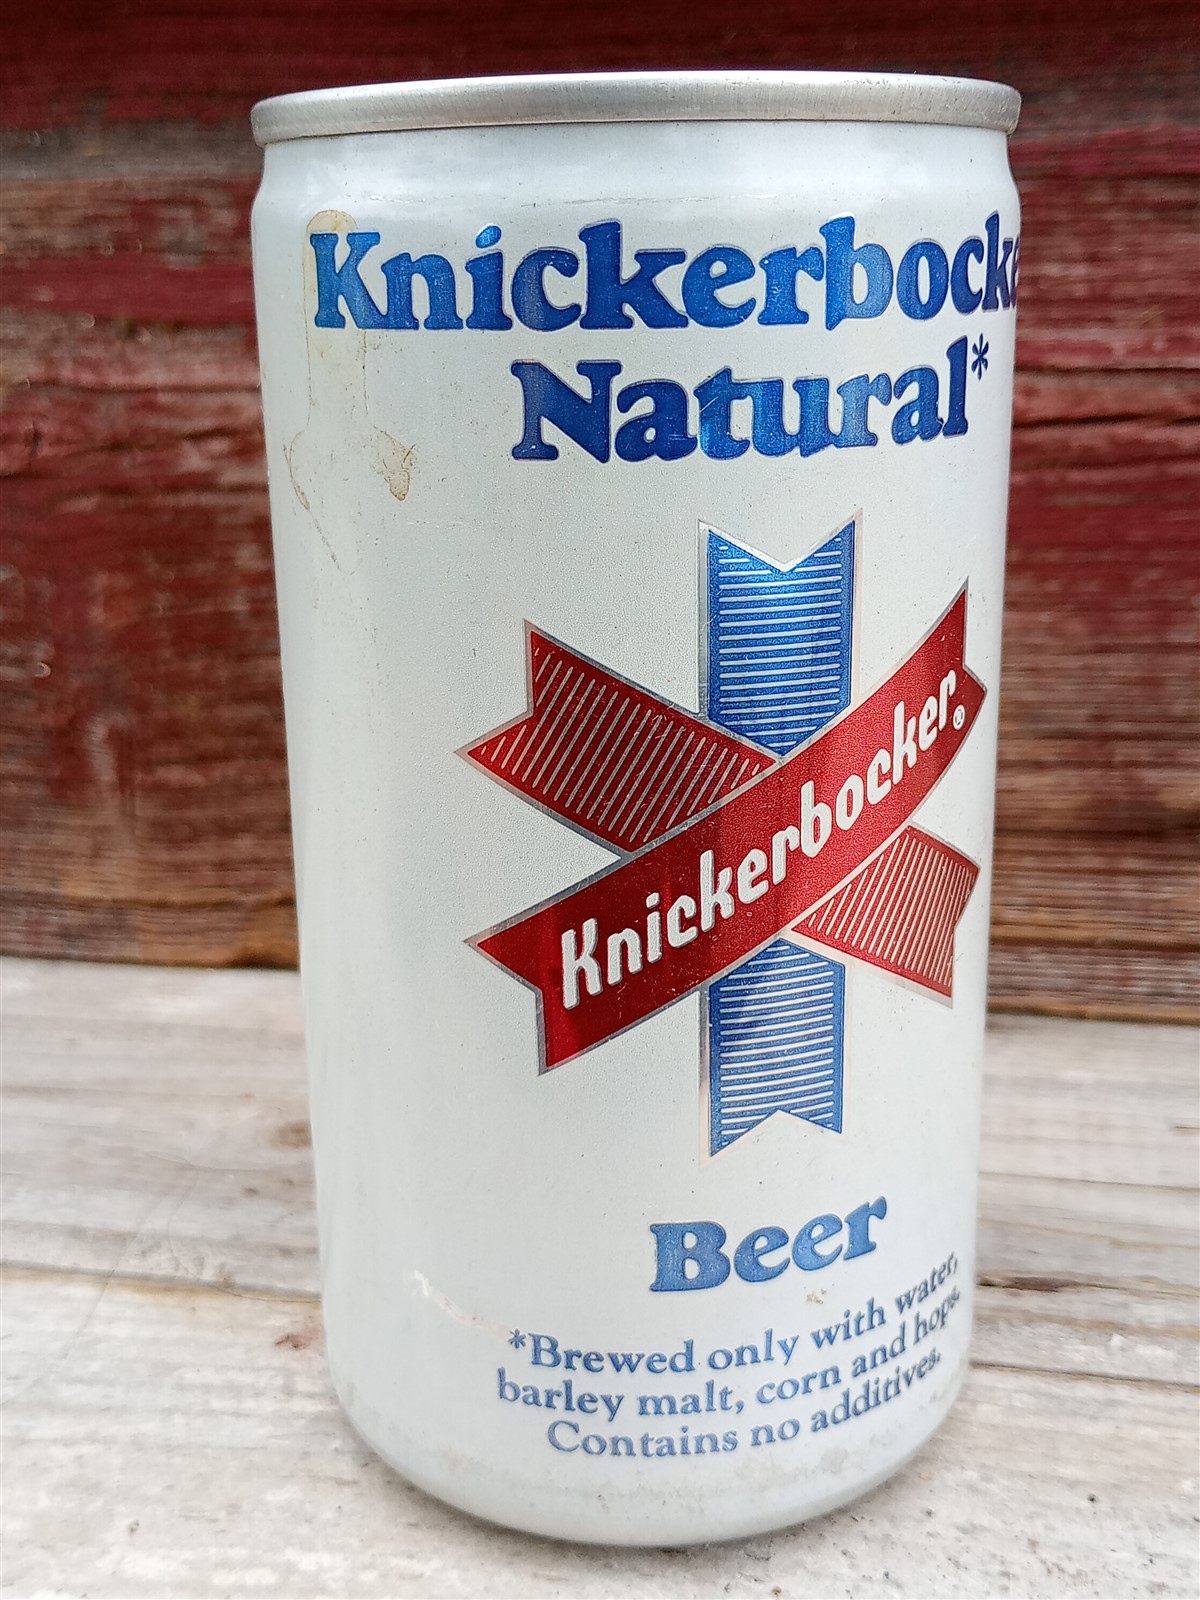 Knickerbocke
Natural*
Knickerbocker®
Beer
*Brewed only with water,
barley malt, corn and hops.
Contains no additives.